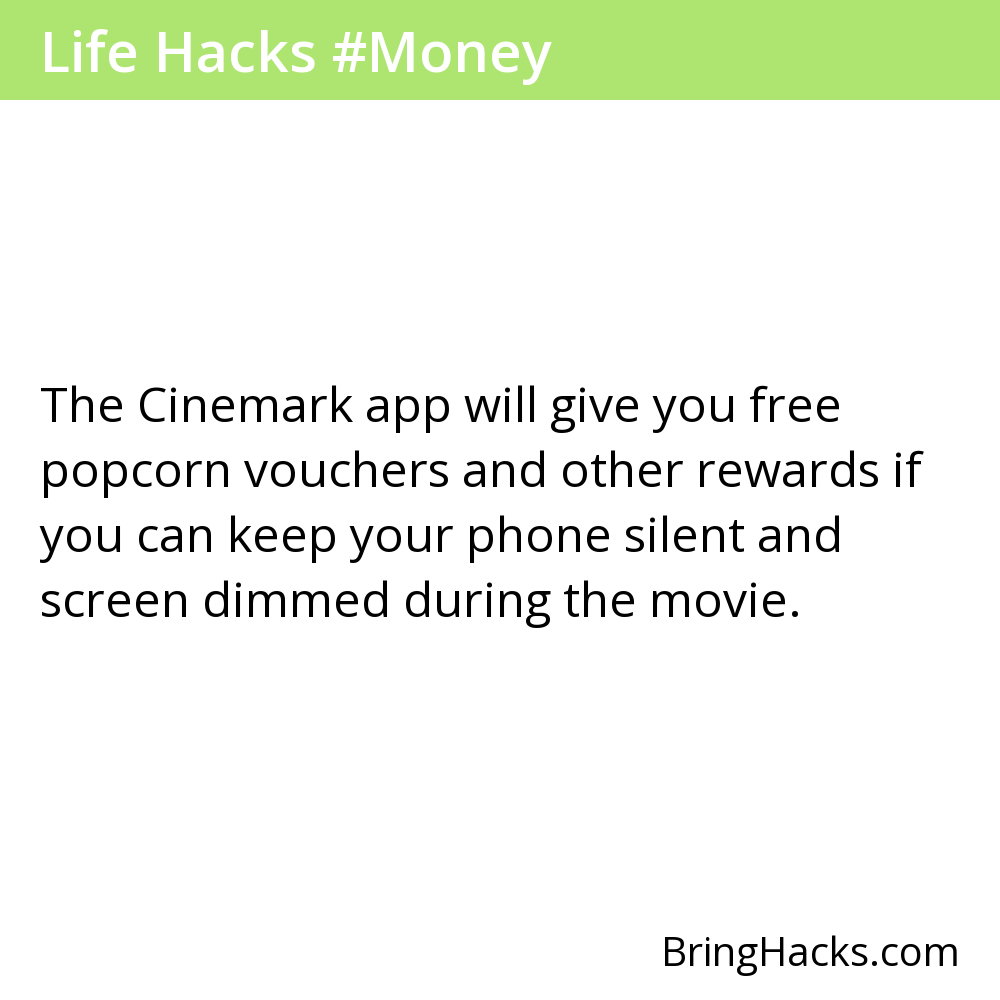 Life Hacks #Money
The Cinemark app will give you free
popcorn vouchers and other rewards if
you can keep your phone silent and
screen dimmed during the movie.
BringHacks.com